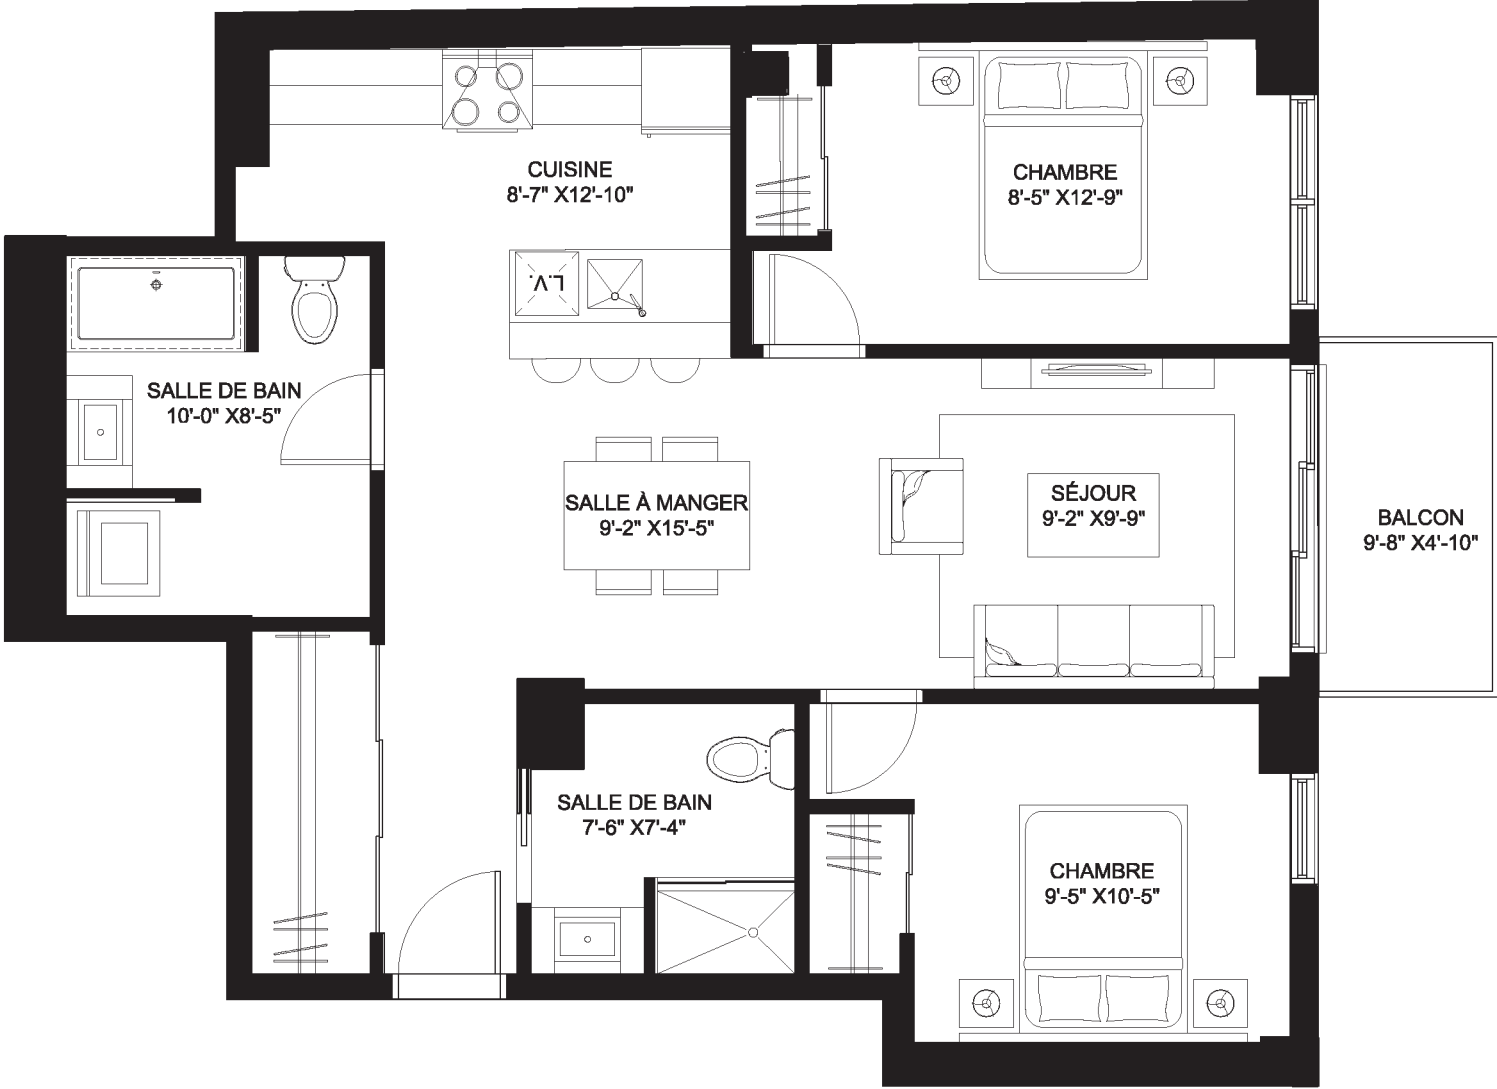 CUISINE
8'-7" X12'-10"
CHAMBRE
8'-5" X12'-9"
L.V.
SALLE DE BAIN
10'-0" X8'-5"
SALLE À MANGER
9'-2" X15'-5"
SÉJOUR
9'-2" X9'-9"
BALCON
9'-8" X4'-10"
SALLE DE BAIN
7'-6" X7'-4"
CHAMBRE
9'-5" X10'-5"